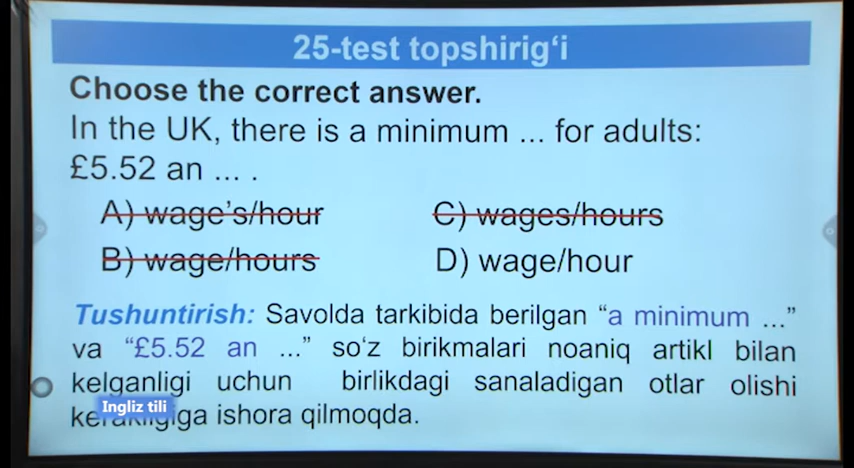 25-test topshirig‘i
Choose the correct answer.
In the UK, there is a minimum ... for adults:
£5.52 an ... .
A) wage’s/hour C) wages/hours
B) wage/hours D) wage/hour
Tushuntirish: Savolda tarkibida berilgan “a minimum ...”
va “£5.52 an ...” so‘z birikmalari noaniq artikl bilan
kelganligi uchun birlikdagi sanaladigan otlar olishi
ishora qilmoqda.
Ingliz tili